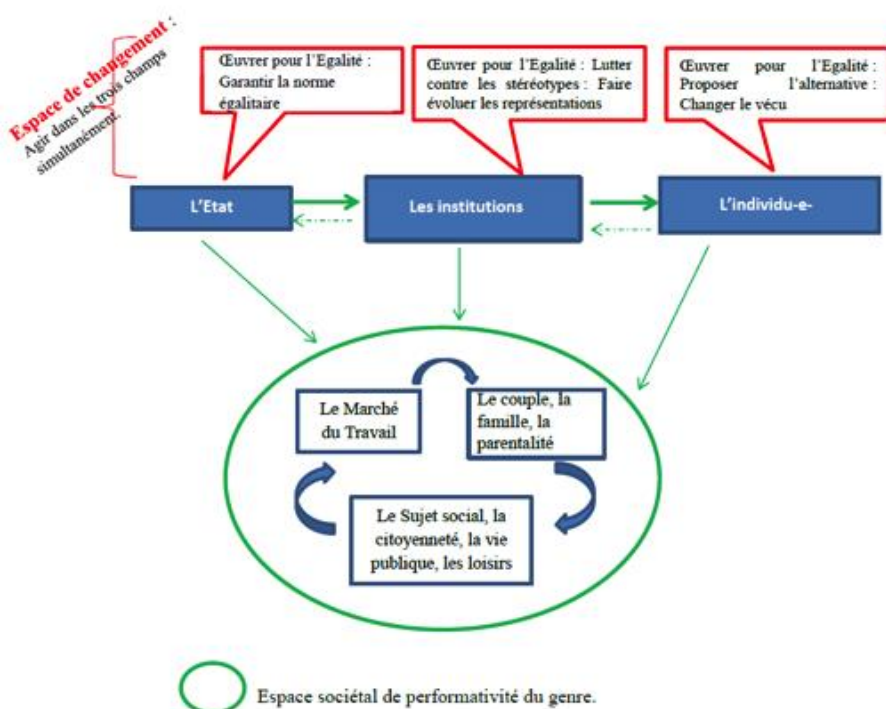 Espace de changement :
Agir dans les trois champs
simultanément.
Œuvrer pour l'Egalité :
Garantir la norme
égalitaire
Œuvrer pour l'Egalité : Lutter
contre les stéréotypes : Faire
évoluer les représentations
Œuvrer pour l'Egalité :
Proposer l'alternative :
Changer le vécu
L'Etat
Les institutions
L'individu-e-
Le Marché
du Travail
Le couple, la
famille, la
parentalité
Le Sujet social, la
citoyenneté, la vie
publique, les loisirs
Espace sociétal de performativité du genre.